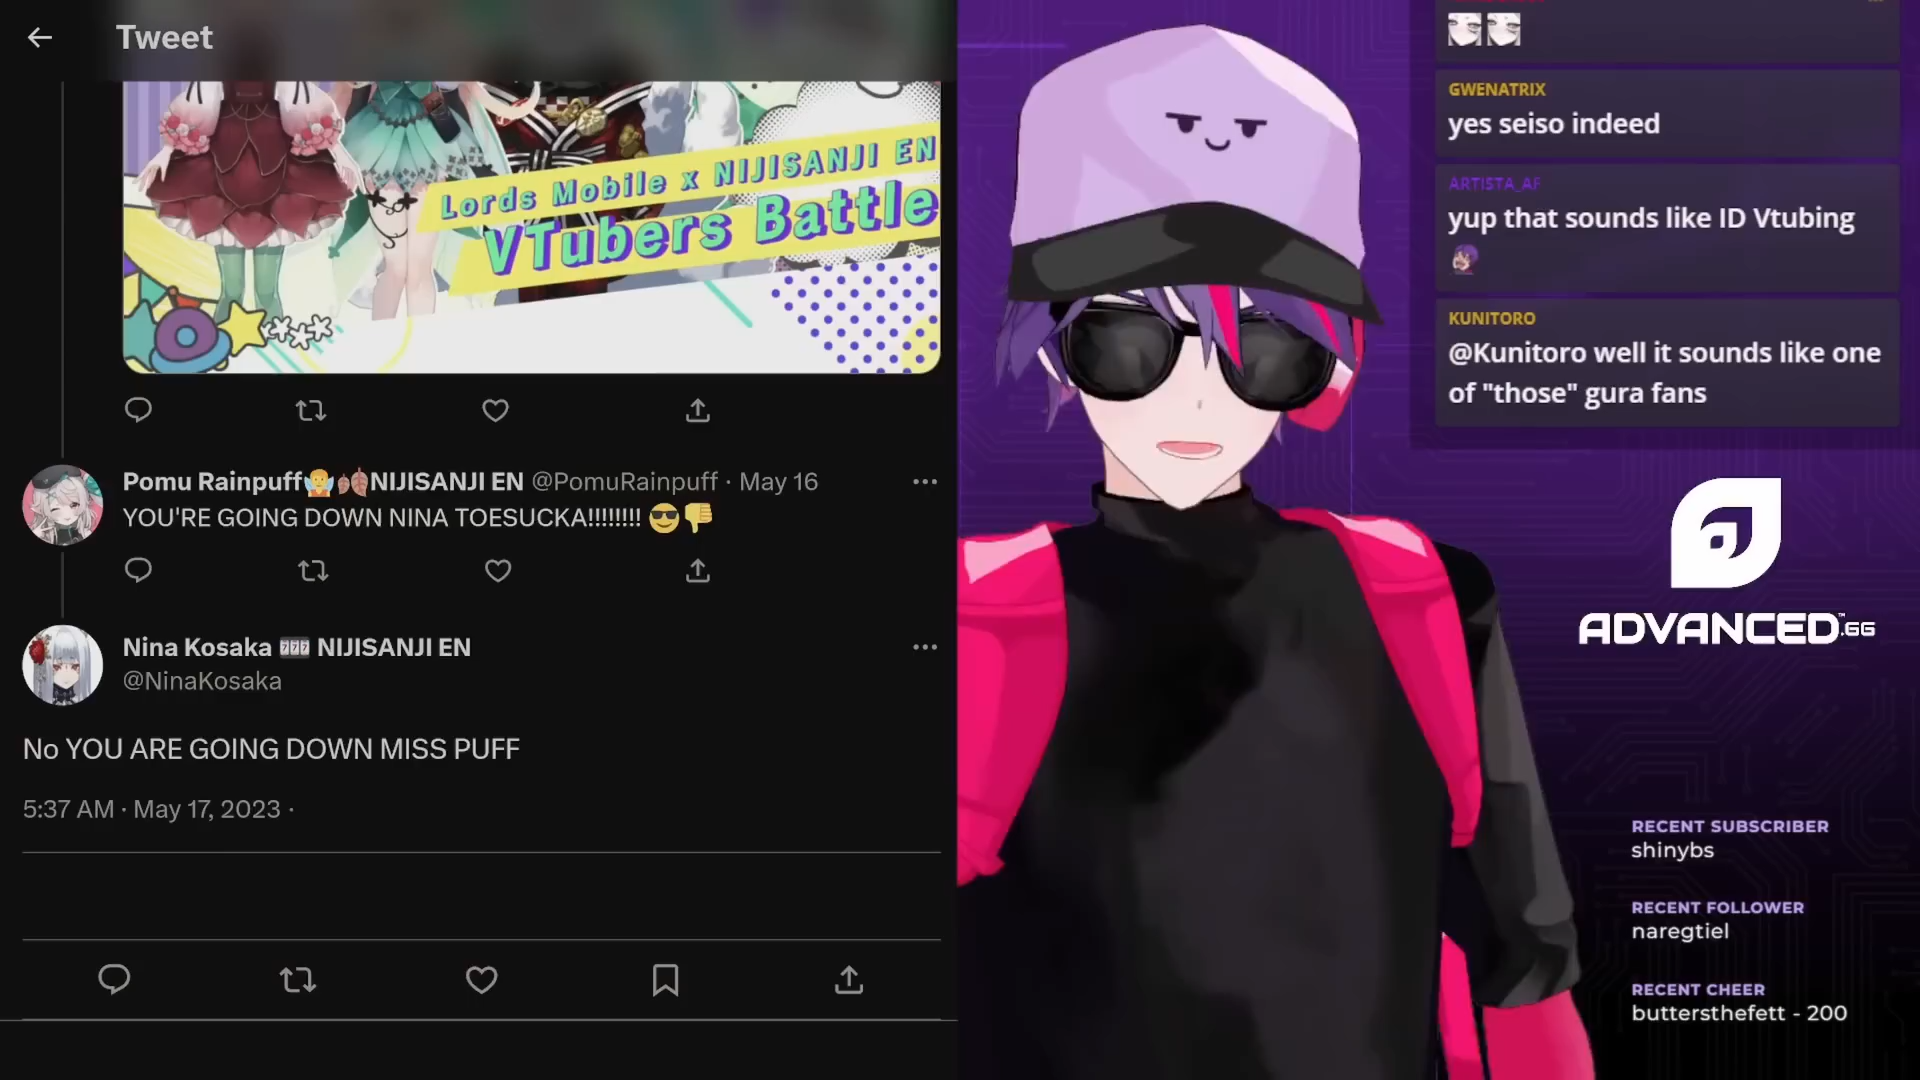 Tweet
Lords Mobile x NIJISANJI EN
VTubers Battle
Pomu Rainpuff🧚🍂NIJISANJI EN @PomuRainpuff · May 16
YOU'RE GOING DOWN NINA TOESUCKA!!!!!!!! 😎👎
Nina Kosaka 🎰 NIJISANJI EN
@NinaKosaka
No YOU ARE GOING DOWN MISS PUFF
5:37 AM · May 17, 2023 ·
GWENATRIX
yes seiso indeed
ARTISTA_AF
yup that sounds like ID Vtubing
KUNITORO
@Kunitoro well it sounds like one
of "those" gura fans
ADVANCED™.GG
RECENT SUBSCRIBER
shinybs
RECENT FOLLOWER
naregtiel
RECENT CHEER
buttersthefett - 200